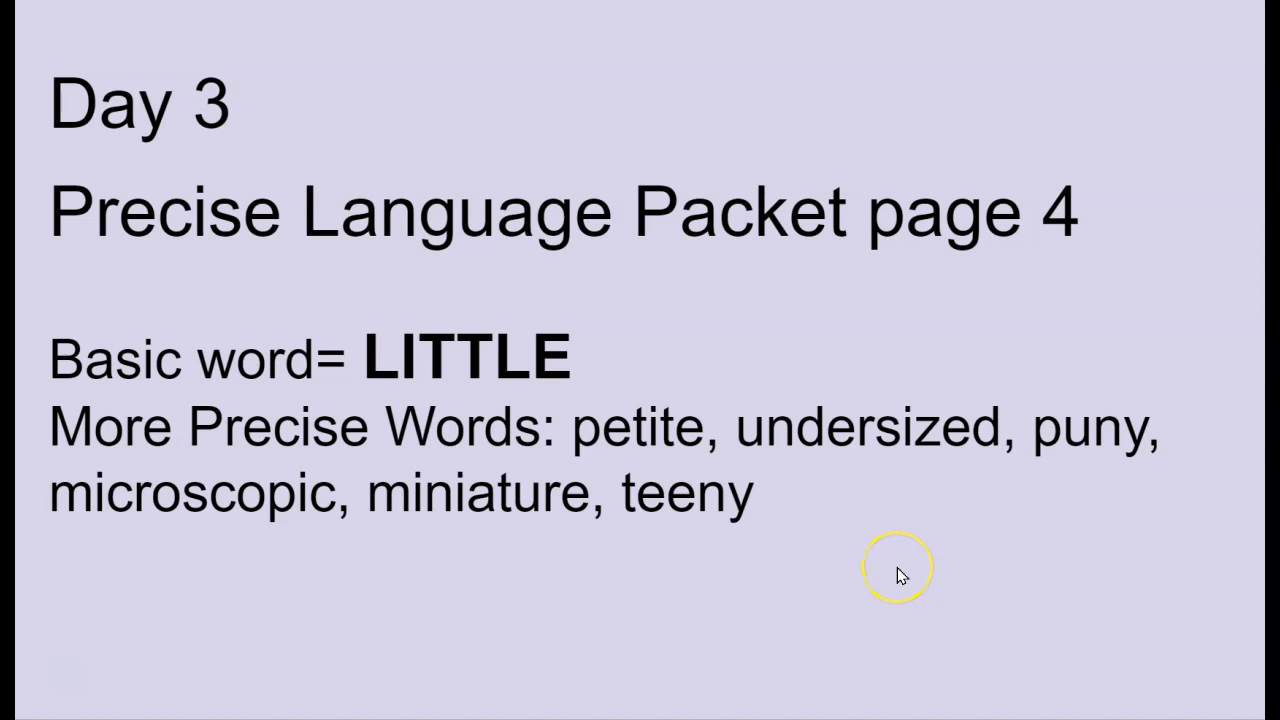 Day 3
Precise Language Packet page 4
Basic word= LITTLE
More Precise Words: petite, undersized, puny,
microscopic, miniature, teeny